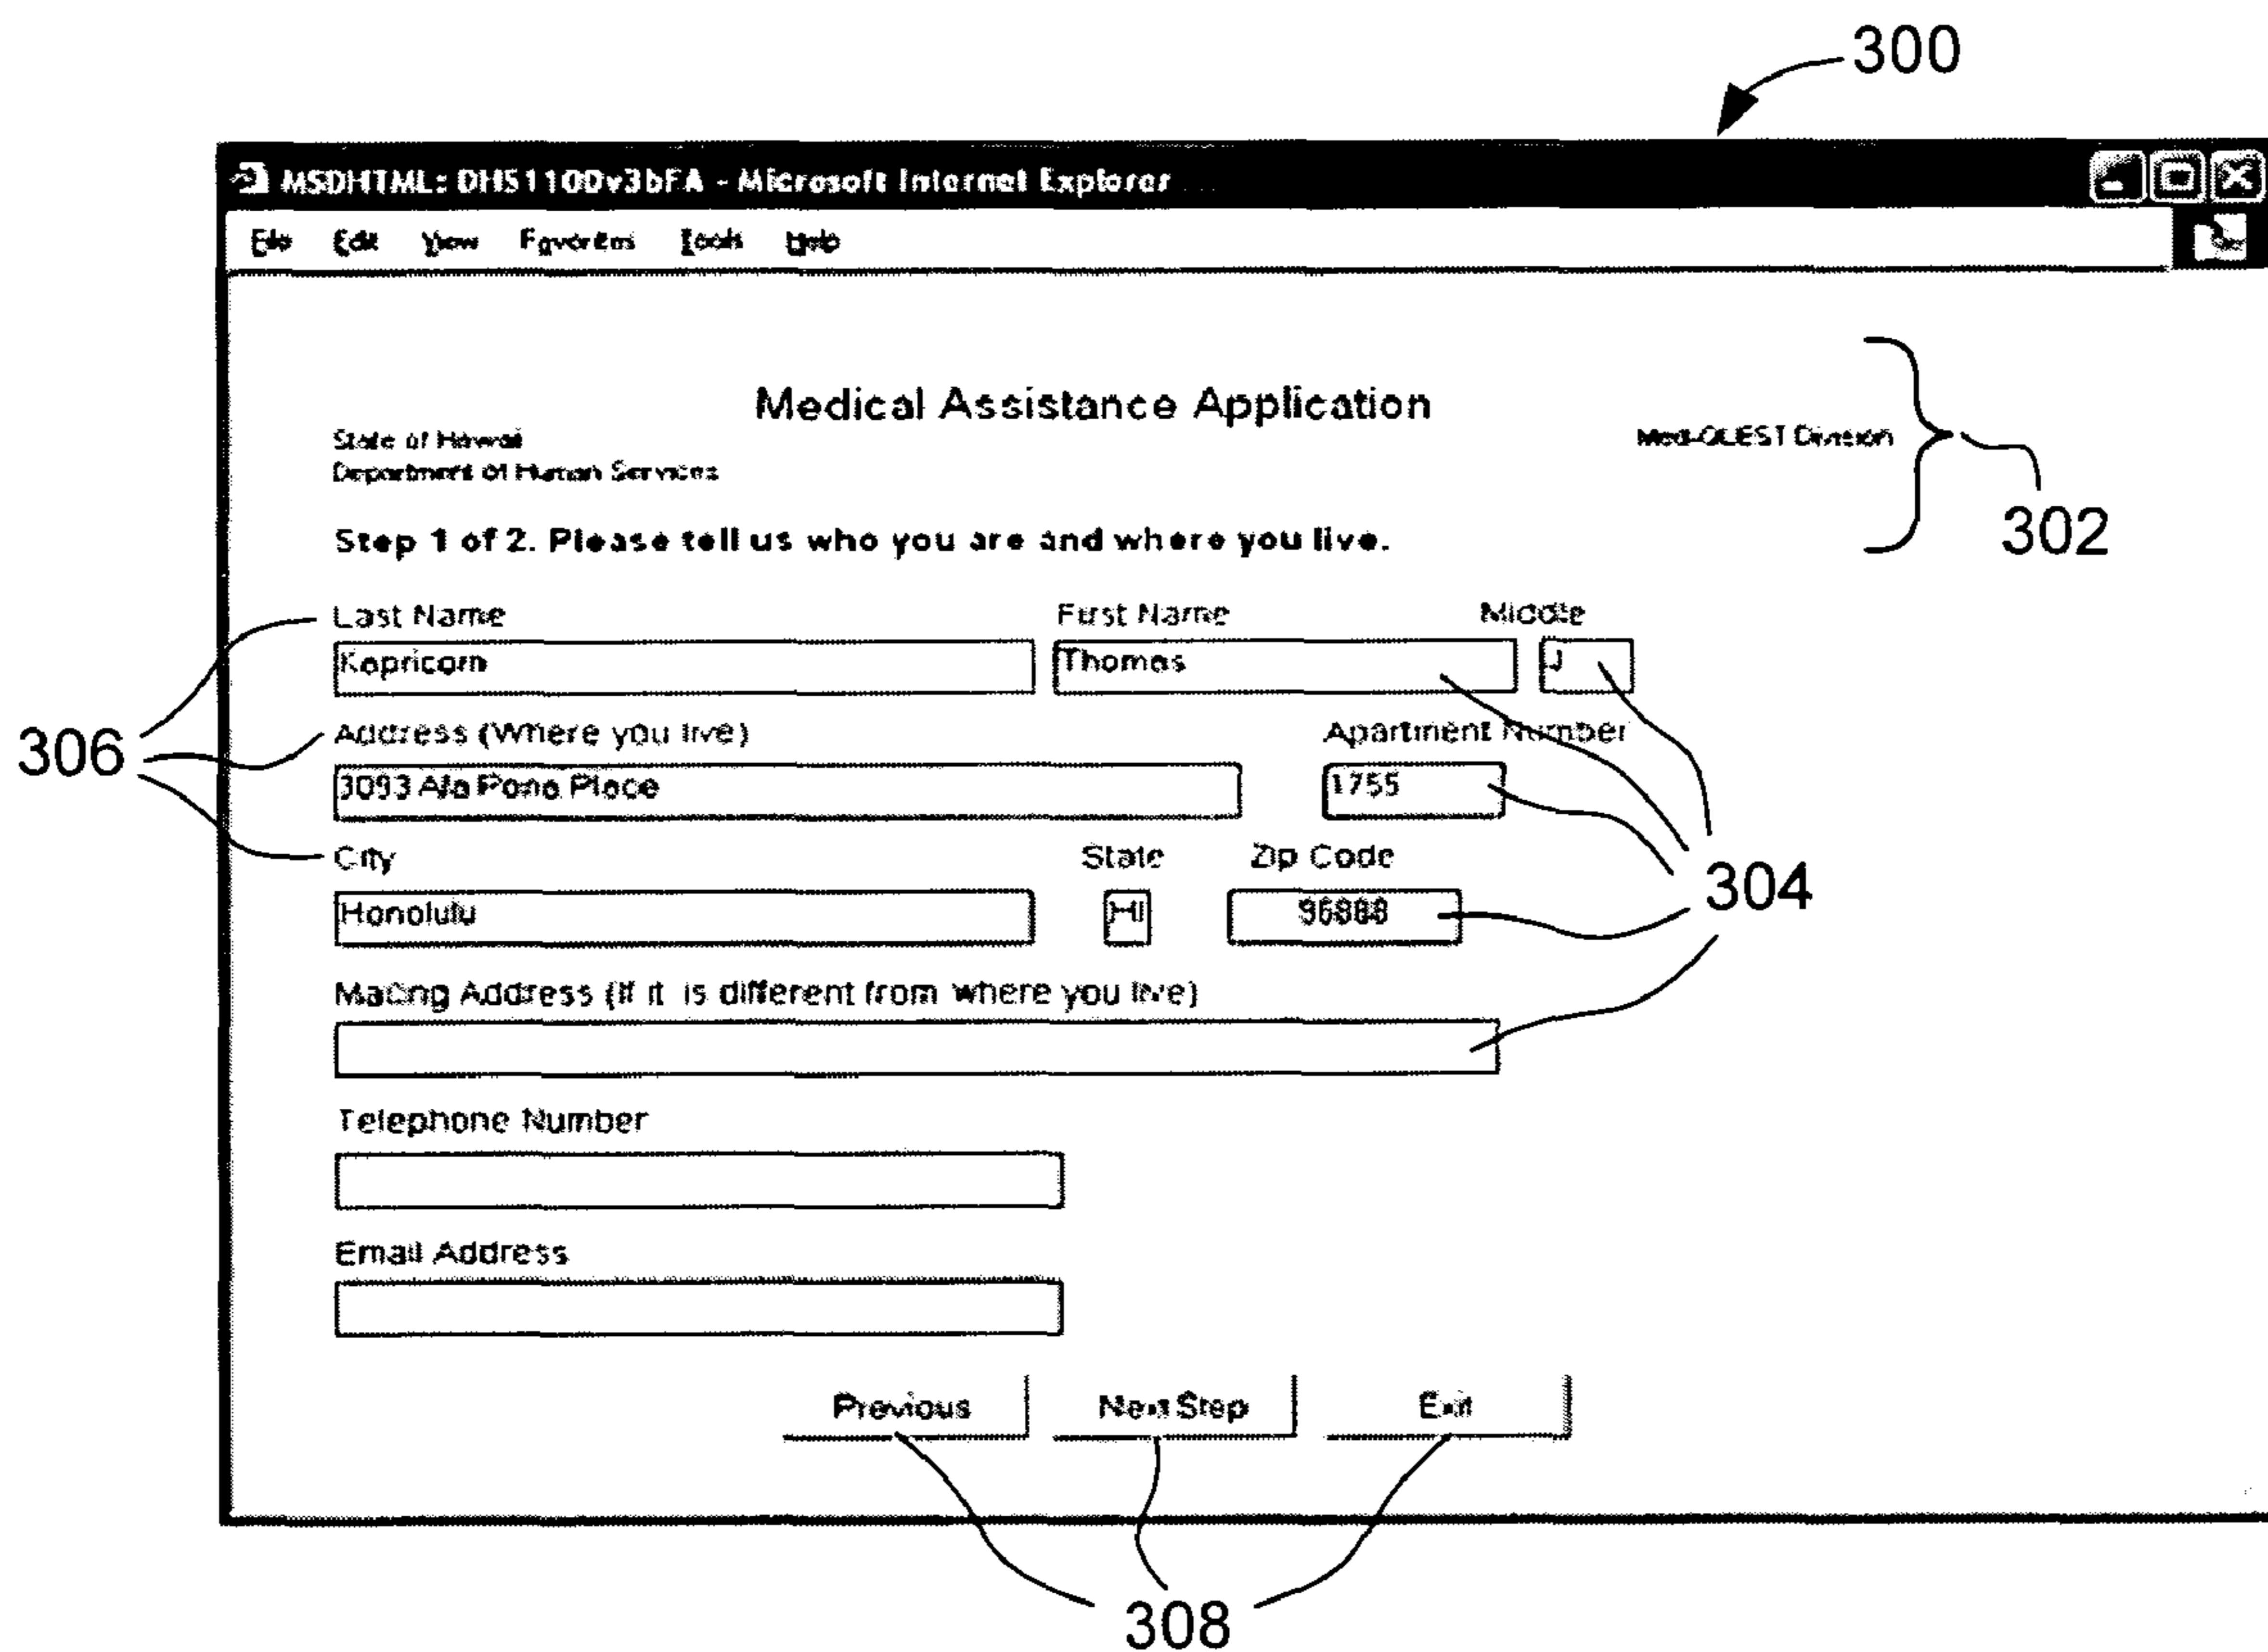 300
MSDHTML: DHS1100v3bFA - Microsoft Internet Explorer
File Edit View Favorites Tools Help
Medical Assistance Application
State of Hawaii
Med-QUEST Division
Department of Human Services
302
Step 1 of 2. Please tell us who you are and where you live.
Last Name First Name Middle
Kapricorn Thomas J
306
Address (Where you live) Apartment Number
3093 Ala Pona Place 1755
City State Zip Code
304
Honolulu HI 96888
Mailing Address (If it is different from where you live)
Telephone Number
Email Address
Previous Next Step Exit
308